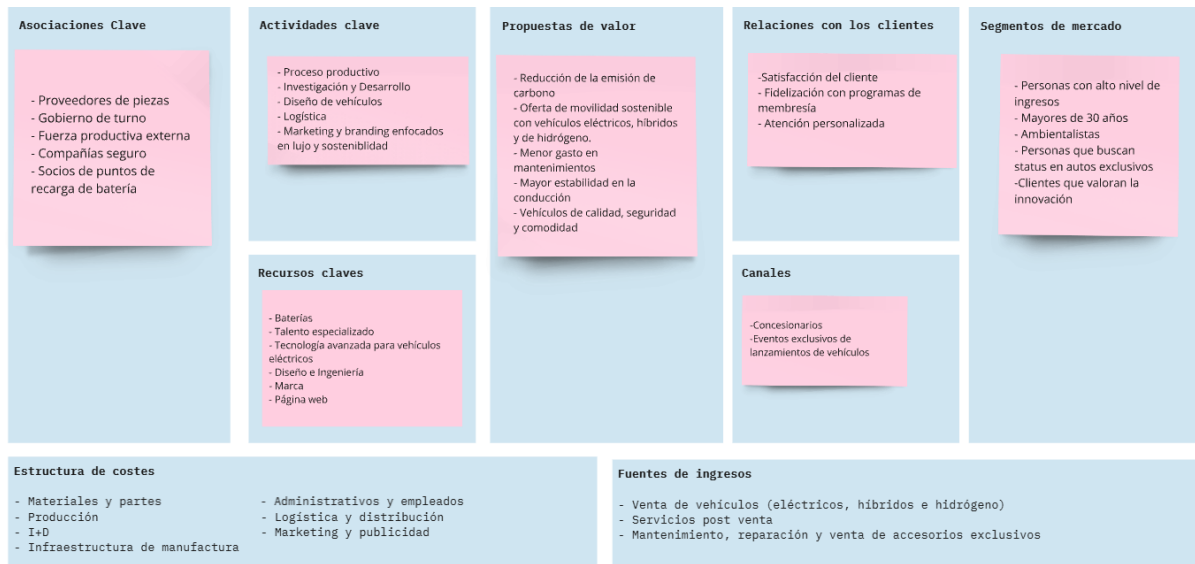 Asociaciones Clave
- Proveedores de piezas
- Gobierno de turno
- Fuerza productiva externa
- Compañías seguro
- Socios de puntos de
recarga de batería
Actividades clave
- Proceso productivo
- Investigación y Desarrollo
- Diseño de vehículos
- Logística
- Marketing y branding enfocados
en lujo y sosteniblidad
Recursos claves
- Baterías
- Talento especializado
- Tecnología avanzada para vehículos
eléctricos
- Diseño e Ingeniería
- Marca
- Página web
Propuestas de valor
- Reducción de la emisión de
carbono
- Oferta de movilidad sostenible
con vehículos eléctricos, híbridos
y de hidrógeno.
- Menor gasto en
mantenimientos
- Mayor estabilidad en la
conducción
- Vehículos de calidad, seguridad
y comodidad
Relaciones con los clientes
-Satisfacción del cliente
- Fidelización con programas de
membresía
- Atención personalizada
Canales
-Concesionarios
-Eventos exclusivos de
lanzamientos de vehículos
Segmentos de mercado
- Personas con alto nivel de
ingresos
- Mayores de 30 años
- Ambientalistas
- Personas que buscan
status en autos exclusivos
-Clientes que valoran la
innovación
Estructura de costes
- Materiales y partes
- Producción
- I+D
- Infraestructura de manufactura
- Administrativos y empleados
- Logística y distribución
- Marketing y publicidad
Fuentes de ingresos
- Venta de vehículos (eléctricos, híbridos e hidrógeno)
- Servicios post venta
- Mantenimiento, reparación y venta de accesorios exclusivos